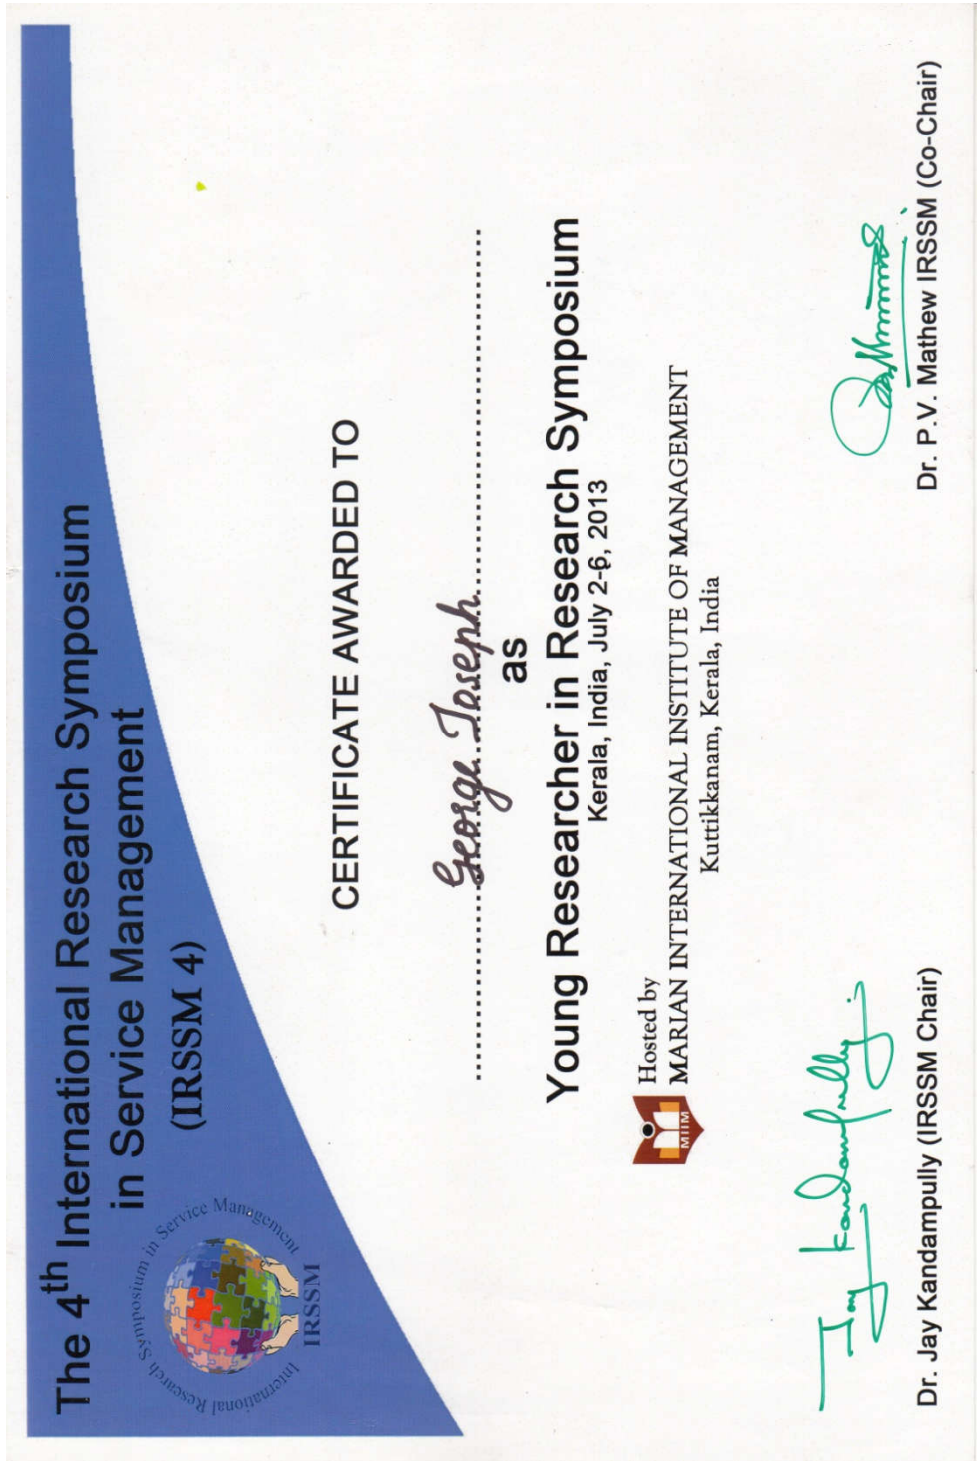 The 4th International Research Symposium
in Service Management
(IRSSM 4)
International Research Symposium in Service Management
IRSSM
CERTIFICATE AWARDED TO
George Joseph
as
Young Researcher in Research Symposium
Kerala, India, July 2-6, 2013
Hosted by
MIIM
MARIAN INTERNATIONAL INSTITUTE OF MANAGEMENT
Kuttikkanam, Kerala, India
Jay Kandampully
Dr. Jay Kandampully (IRSSM Chair)
Dr. P.V. Mathew IRSSM (Co-Chair)